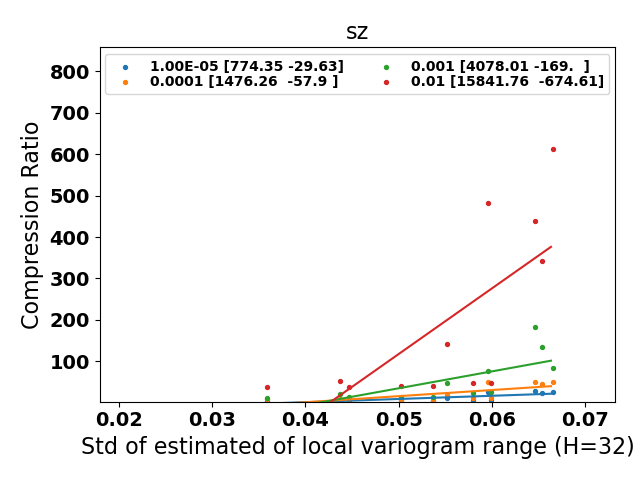 sz
1.00E-05 [774.35 -29.63]
0.0001 [1476.26  -57.9 ]
0.001 [4078.01 -169.  ]
0.01 [15841.76  -674.61]
Compression Ratio
800
700
600
500
400
300
200
100
0.02 0.03 0.04 0.05 0.06 0.07
Std of estimated of local variogram range (H=32)